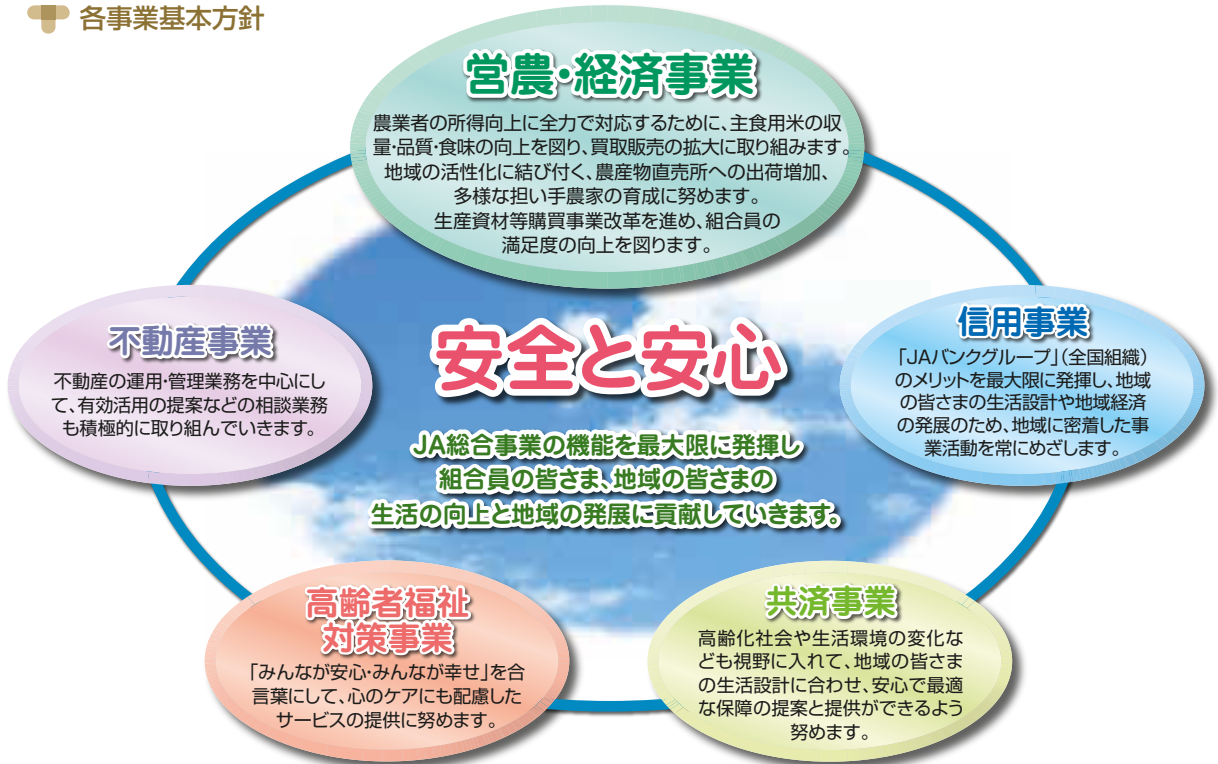 各事業基本方針
営農・経済事業
農業者の所得向上に全力で対応するために、主食用米の収
量・品質・食味の向上を図り、買取販売の拡大に取り組みます。
地域の活性化に結び付く、農産物直売所への出荷増加、
多様な担い手農家の育成に努めます。
生産資材等購買事業改革を進め、組合員の
満足度の向上を図ります。
不動産事業
不動産の運用・管理業務を中心にし
て、有効活用の提案などの相談業務
も積極的に取り組んでいきます。
安全と安心
JA総合事業の機能を最大限に発揮し
組合員の皆さま、地域の皆さまの
生活の向上と地域の発展に貢献していきます。
信用事業
「JAバンクグループ」(全国組織)
のメリットを最大限に発揮し、地域
の皆さまの生活設計や地域経済
の発展のため、地域に密着した事
業活動を常にめざします。
高齢者福祉
対策事業
「みんなが安心・みんなが幸せ」を合
言葉にして、心のケアにも配慮した
サービスの提供に努めます。
共済事業
高齢化社会や生活環境の変化な
ども視野に入れて、地域の皆さま
の生活設計に合わせ、安心で最適
な保障の提案と提供ができるよう
努めます。